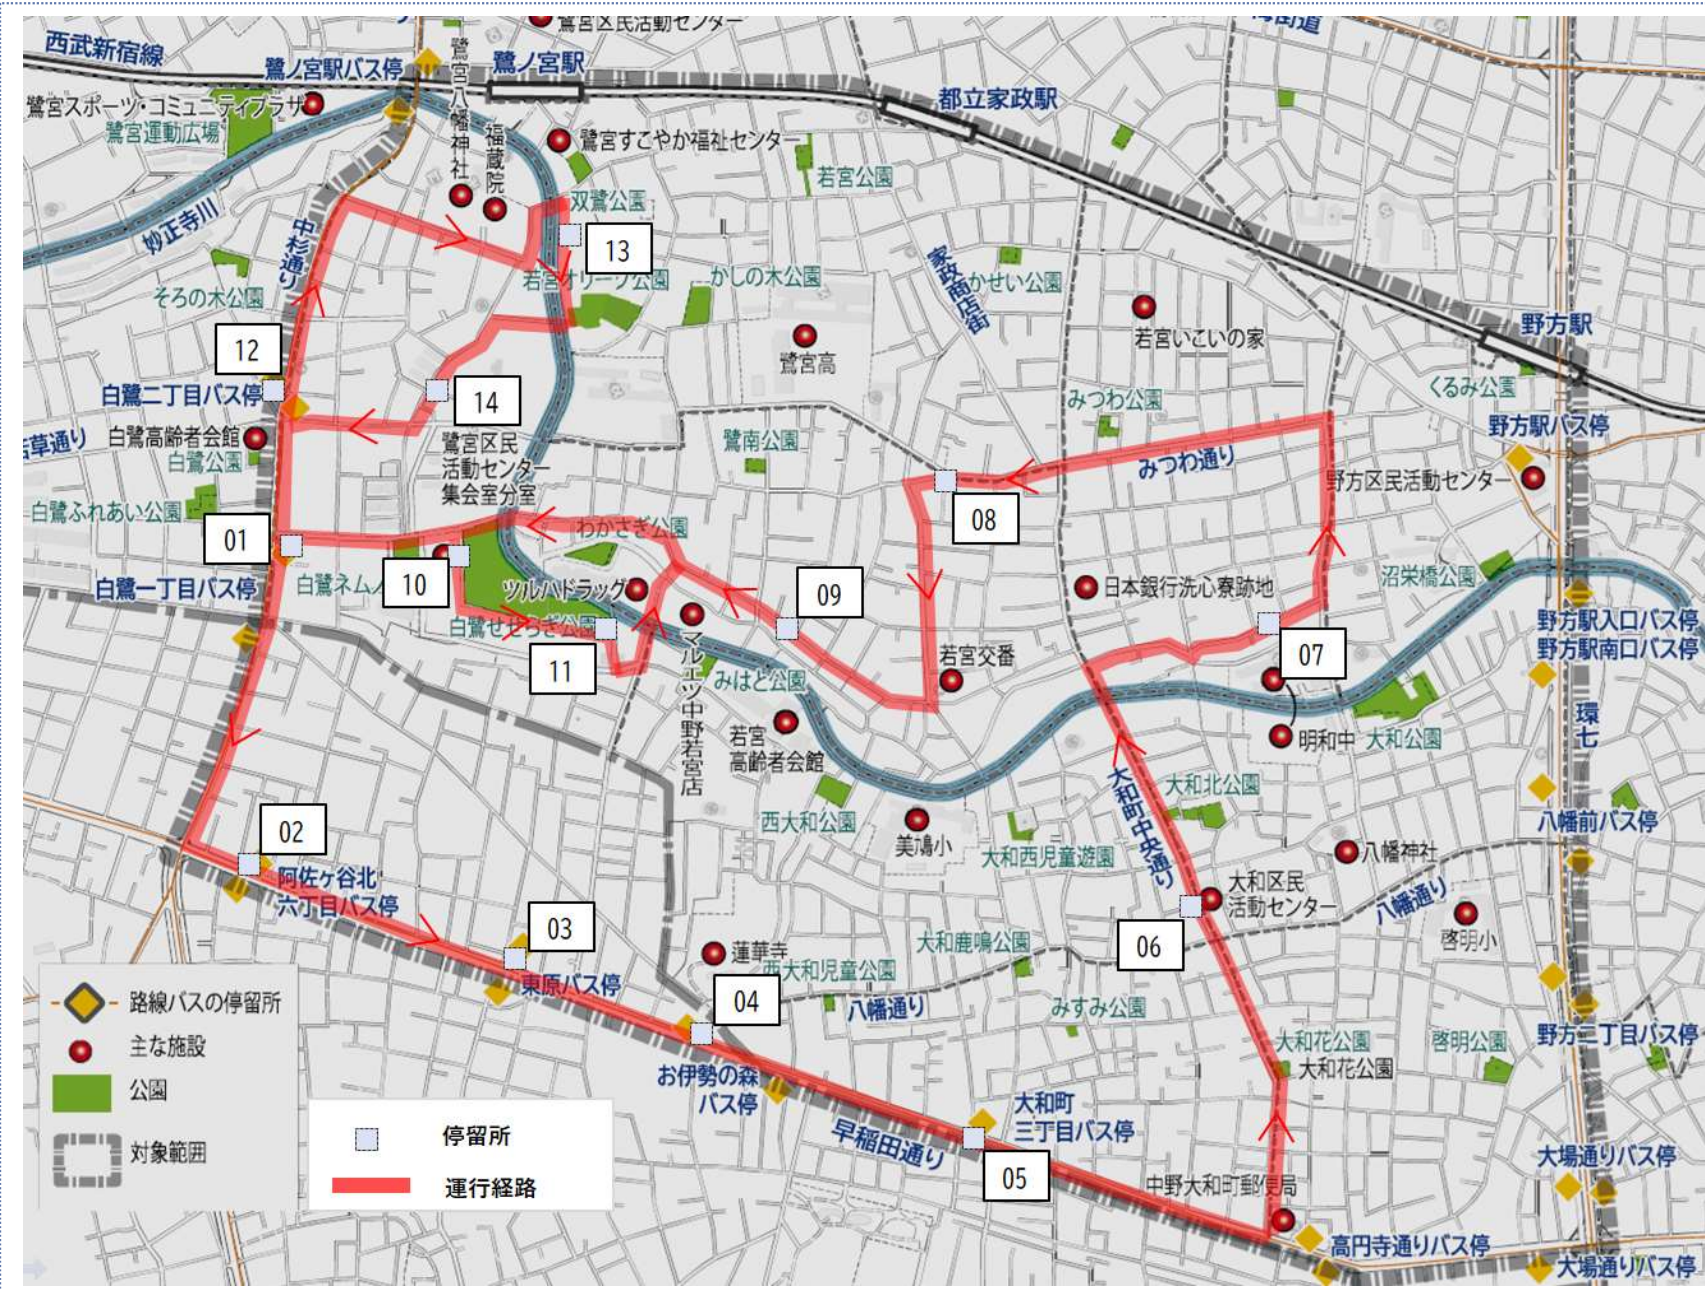 鷺宮区民活動センター
西武新宿線
鷺ノ宮駅バス停
鷺宮八幡神社
鷺ノ宮駅
都立家政駅
鷺宮スポーツ・コミュニティプラザ
鷺宮運動広場
福蔵院
鷺宮すこやか福祉センター
若宮公園
妙正寺川
中杉通り
双鷺公園
13
若宮オリーブ公園
かしの木公園
家政商店街
かせい公園
そろの木公園
野方駅
12
鷺宮高
若宮いこいの家
白鷺二丁目バス停
14
みつわ公園
くるみ公園
白鷺高齢者会館
白鷺公園
鷺宮区民
活動センター
集会室分室
鷺南公園
みつわ通り
野方駅バス停
野方区民活動センター
白鷺ふれあい公園
01
わかさぎ公園
08
白鷺一丁目バス停
10
ツルハドラッグ
09
日本銀行洗心寮跡地
沼栄橋公園
白鷺せせらぎ公園
11
マルエツ中野若宮店
みはと公園
若宮交番
07
野方駅入口バス停
野方駅南口バス停
環七
若宮
高齢者会館
明和中
大和公園
大和町中央通り
大和北公園
西大和公園
美鳩小
大和西児童遊園
八幡前バス停
八幡神社
02
阿佐ヶ谷北
六丁目バス停
大和区民
活動センター
八幡通り
啓明小
03
東原バス停
蓮華寺
西大和児童公園
大和鹿鳴公園
06
04
八幡通り
みすみ公園
大和花公園
大和花公園
啓明公園
野方二丁目バス停
お伊勢の森
バス停
早稲田通り
大和町
三丁目バス停
05
中野大和町郵便局
大場通りバス停
高円寺通りバス停
大場通りバス停
路線バスの停留所
主な施設
公園
対象範囲
停留所
運行経路